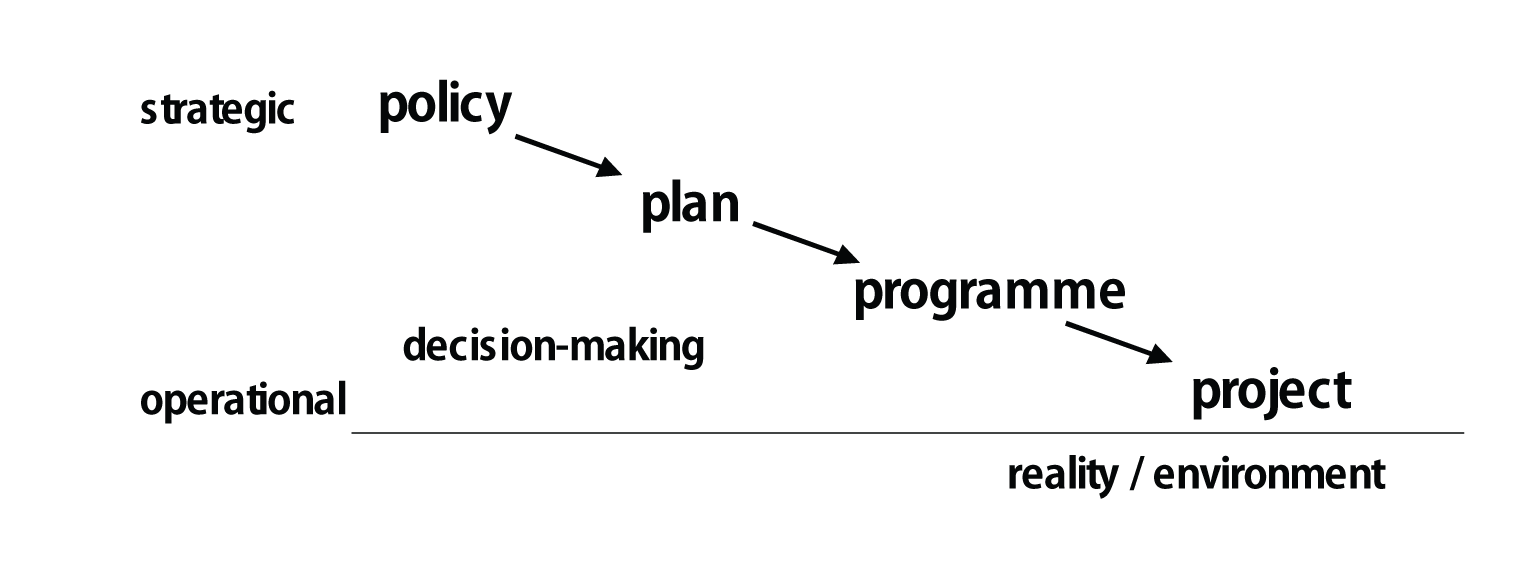 strategic policy
plan
programme
decision-making
project
operational
reality / environment